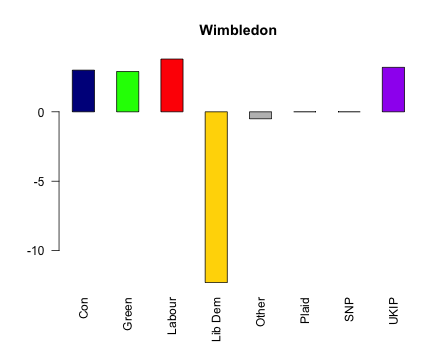 Wimbledon
0
-5
-10
Con
Green
Labour
Lib Dem
Other
Plaid
SNP
UKIP